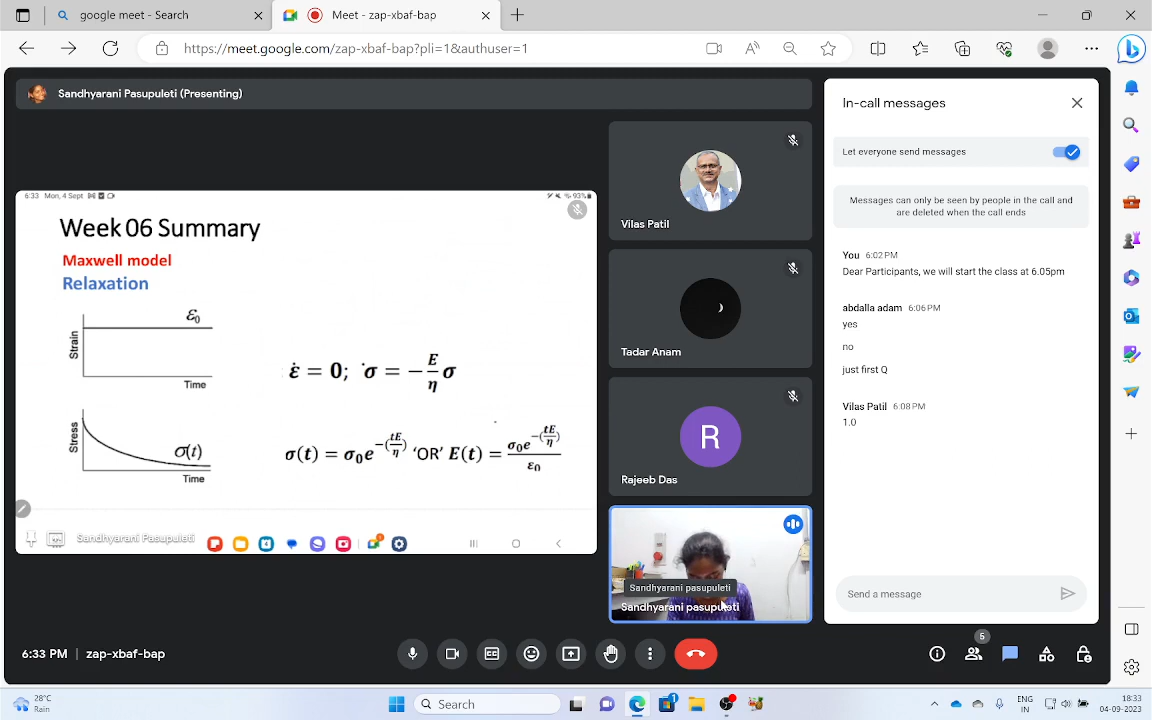 google meet - Search
Meet - zap-xbaf-bap
https://meet.google.com/zap-xbaf-bap?pli=1&authuser=1
Sandhyarani Pasupuleti (Presenting)
6:33 Mon, 4 Sept
93%
Week 06 Summary
Maxwell model
Relaxation
Strain
ε₀
Time
ε̇ = 0; σ̇ = −E/η σ
Stress
σ(t)
Time
σ(t) = σ₀e^−(tE/η) 'OR' E(t) = σ₀e^−(tE/η) / ε₀
Sandhyarani Pasupuleti
Vilas Patil
Tadar Anam
R
Rajeeb Das
Sandhyarani pasupuleti
Sandhyarani pasupuleti
In-call messages
Let everyone send messages
Messages can only be seen by people in the call and
are deleted when the call ends
You 6:02 PM
Dear Participants, we will start the class at 6.05pm
abdalla adam 6:06 PM
yes
no
just first Q
Vilas Patil 6:08 PM
1.0
Send a message
6:33 PM | zap-xbaf-bap
5
28°C
Rain
Search
1
ENG
IN
18:33
04-09-2023